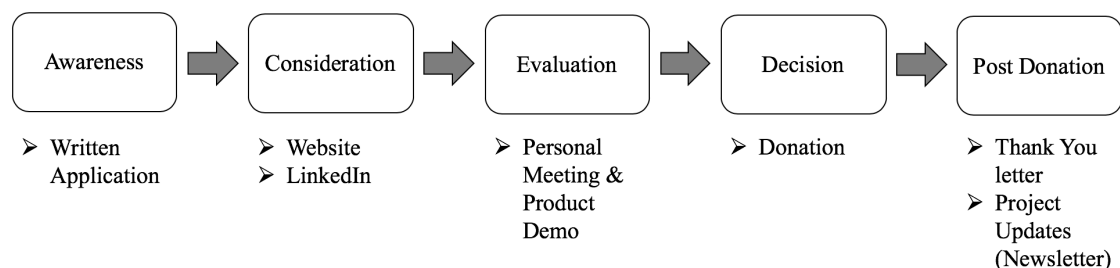 Awareness
Consideration
Evaluation
Decision
Post Donation
➢ Written
Application
➢ Website
➢ LinkedIn
➢ Personal
Meeting &
Product
Demo
➢ Donation
➢ Thank You
letter
➢ Project
Updates
(Newsletter)